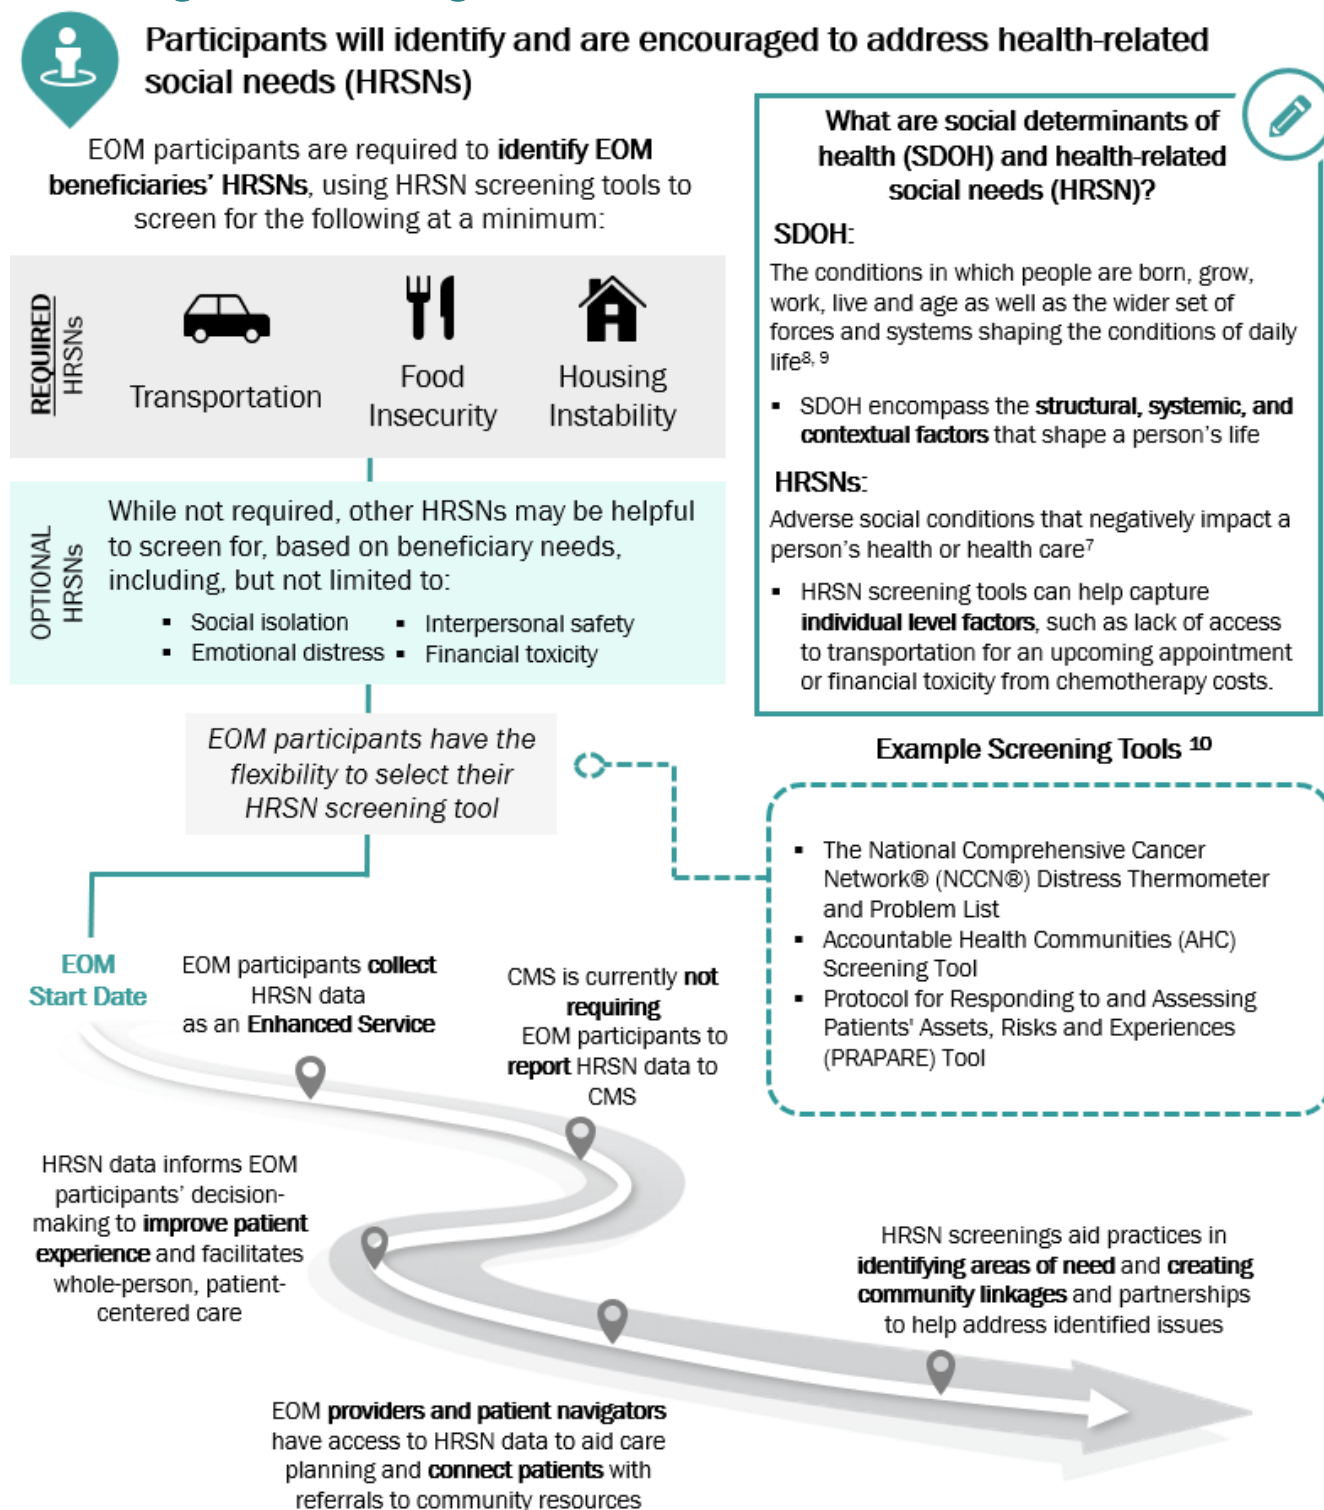 Participants will identify and are encouraged to address health-related
social needs (HRSNs)
EOM participants are required to identify EOM
beneficiaries' HRSNs, using HRSN screening tools to
screen for the following at a minimum:
REQUIRED
HRSNs
Transportation
Food
Insecurity
Housing
Instability
OPTIONAL
HRSNs
While not required, other HRSNs may be helpful
to screen for, based on beneficiary needs,
including, but not limited to:
▪ Social isolation
▪ Emotional distress
▪ Interpersonal safety
▪ Financial toxicity
EOM participants have the
flexibility to select their
HRSN screening tool
What are social determinants of
health (SDOH) and health-related
social needs (HRSN)?
SDOH:
The conditions in which people are born, grow,
work, live and age as well as the wider set of
forces and systems shaping the conditions of daily
life8, 9
▪ SDOH encompass the structural, systemic, and
contextual factors that shape a person's life
HRSNs:
Adverse social conditions that negatively impact a
person's health or health care7
▪ HRSN screening tools can help capture
individual level factors, such as lack of access
to transportation for an upcoming appointment
or financial toxicity from chemotherapy costs.
Example Screening Tools 10
▪ The National Comprehensive Cancer
Network® (NCCN®) Distress Thermometer
and Problem List
▪ Accountable Health Communities (AHC)
Screening Tool
▪ Protocol for Responding to and Assessing
Patients' Assets, Risks and Experiences
(PRAPARE) Tool
EOM
Start Date
EOM participants collect
HRSN data
as an Enhanced Service
CMS is currently not
requiring
EOM participants to
report HRSN data to
CMS
HRSN data informs EOM
participants' decision-
making to improve patient
experience and facilitates
whole-person, patient-
centered care
EOM providers and patient navigators
have access to HRSN data to aid care
planning and connect patients with
referrals to community resources
HRSN screenings aid practices in
identifying areas of need and creating
community linkages and partnerships
to help address identified issues